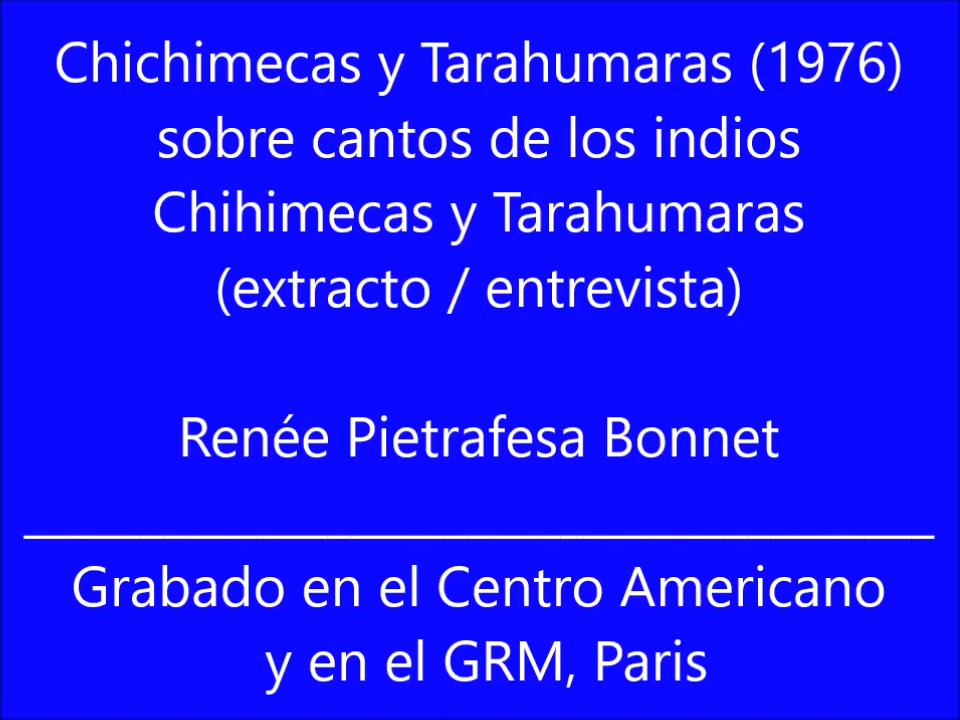 Chichimecas y Tarahumaras (1976)
sobre cantos de los indios
Chihimecas y Tarahumaras
(extracto / entrevista)
Renée Pietrafesa Bonnet
Grabado en el Centro Americano
y en el GRM, Paris